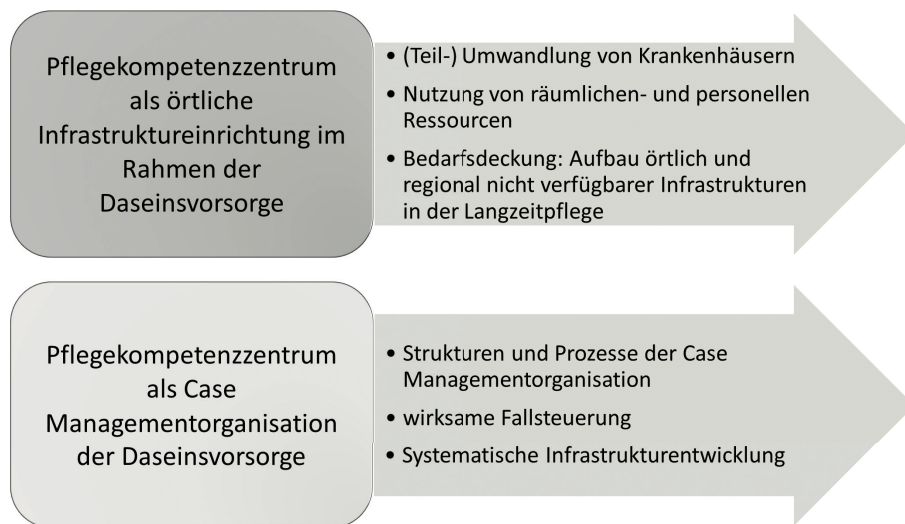 Pflegekompetenzzentrum
als örtliche
Infrastruktureinrichtung im
Rahmen der
Daseinsvorsorge
• (Teil-) Umwandlung von Krankenhäusern
• Nutzung von räumlichen- und personellen
Ressourcen
• Bedarfsdeckung: Aufbau örtlich und
regional nicht verfügbarer Infrastrukturen
in der Langzeitpflege
Pflegekompetenzzentrum
als Case
Managementorganisation
der Daseinsvorsorge
• Strukturen und Prozesse der Case
Managementorganisation
• wirksame Fallsteuerung
• Systematische Infrastrukturentwicklung